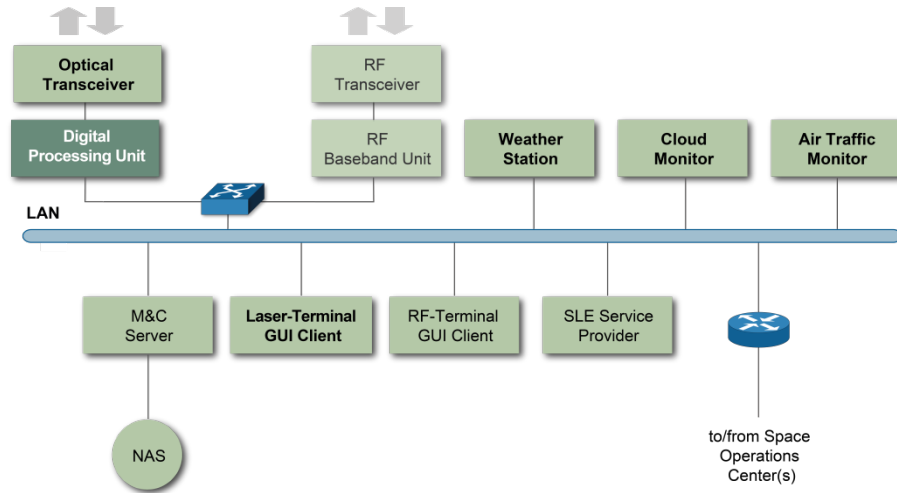 Optical
Transceiver
RF
Transceiver
Digital
Processing Unit
RF
Baseband Unit
Weather
Station
Cloud
Monitor
Air Traffic
Monitor
LAN
M&C
Server
Laser-Terminal
GUI Client
RF-Terminal
GUI Client
SLE Service
Provider
NAS
to/from Space
Operations
Center(s)